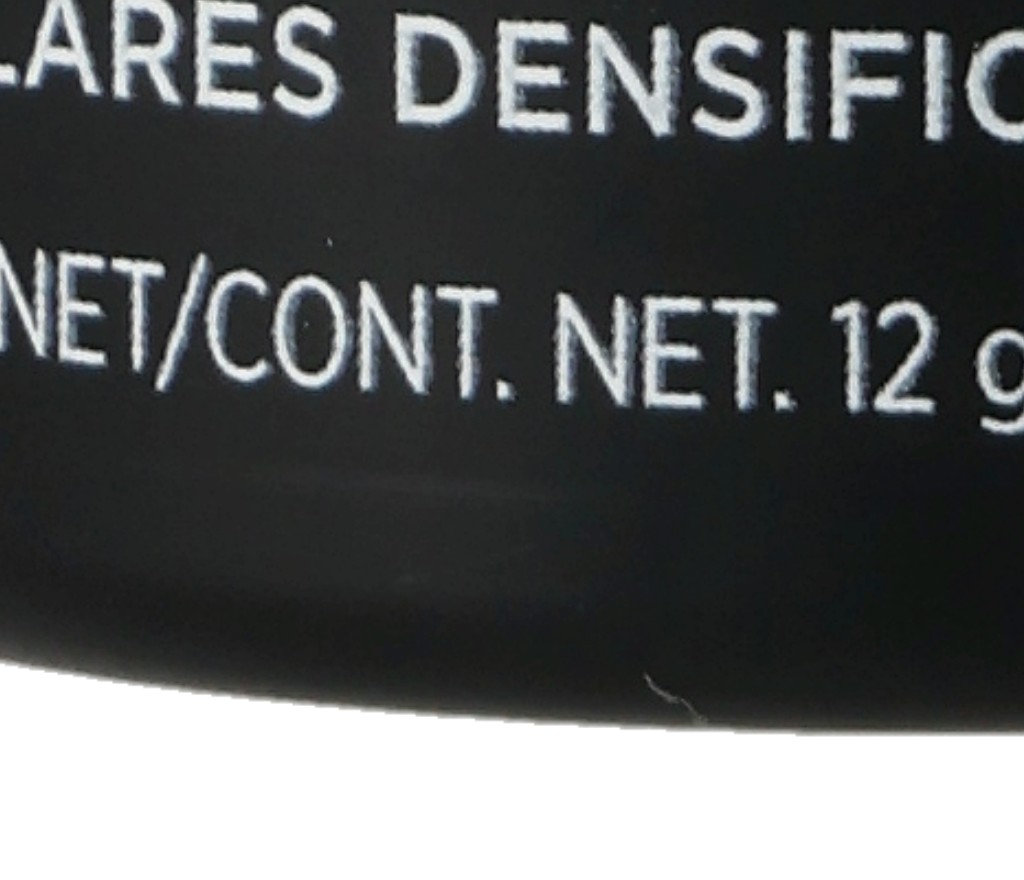 LARES DENSIFIC
NET/CONT. NET. 12 g